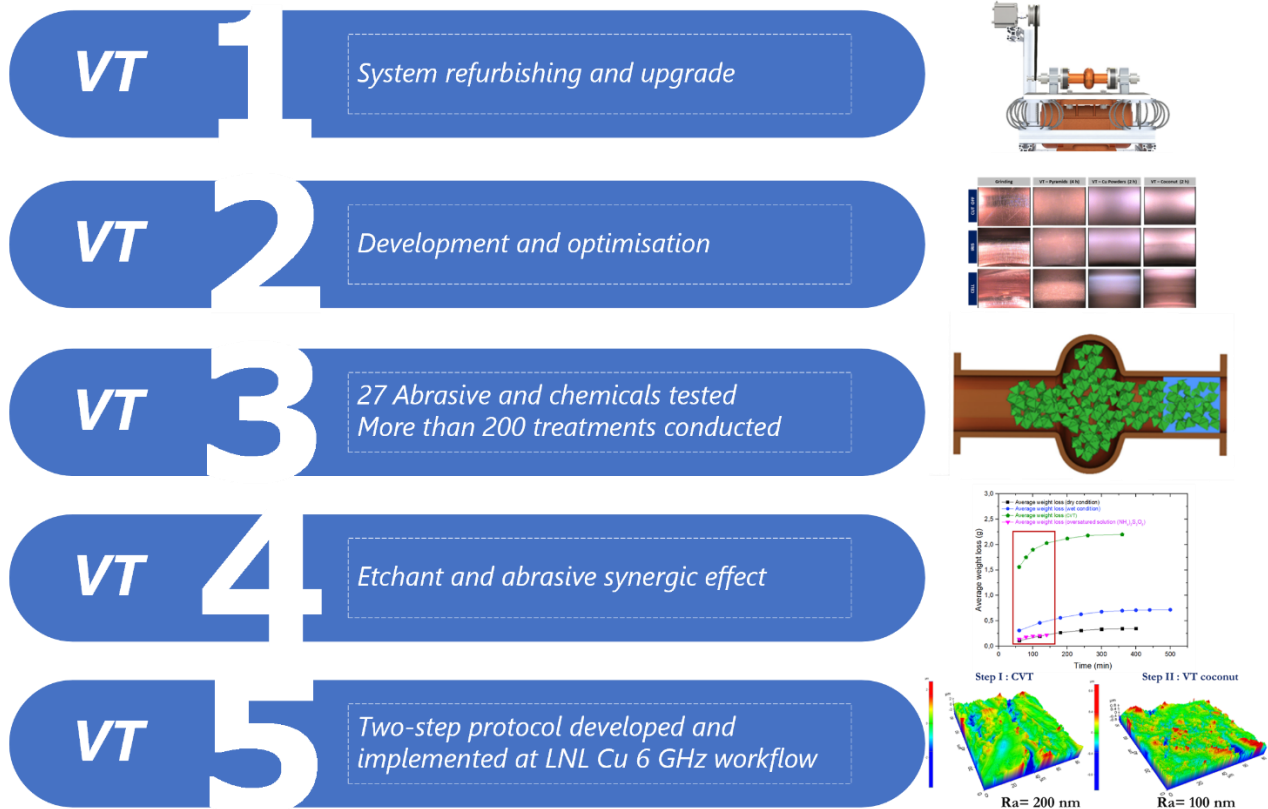 VT
1
System refurbishing and upgrade
VT
2
Development and optimisation
Grinding
VT – Pyramids (4 h)
VT – Cu Powders (2 h)
VT – Coconut (2 h)
VT
3
27 Abrasive and chemicals tested
More than 200 treatments conducted
VT
4
Etchant and abrasive synergic effect
Average weight loss (dry condition)
Average weight loss (wet condition)
Average weight loss (CVT)
Average weight loss (oversatured solution (NH4)2S2O8)
Average weight loss (g)
3,0
2,5
2,0
1,5
1,0
0,5
0,0
0
100
200
300
400
500
Time (min)
VT
5
Two-step protocol developed and
implemented at LNL Cu 6 GHz workflow
Step I : CVT
Step II : VT coconut
Ra= 200 nm
Ra= 100 nm